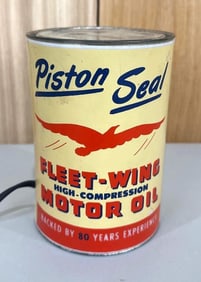 Piston Seal
FLEET-WING
HIGH-COMPRESSION
MOTOR OIL
BACKED BY 80 YEARS EXPERIENCE